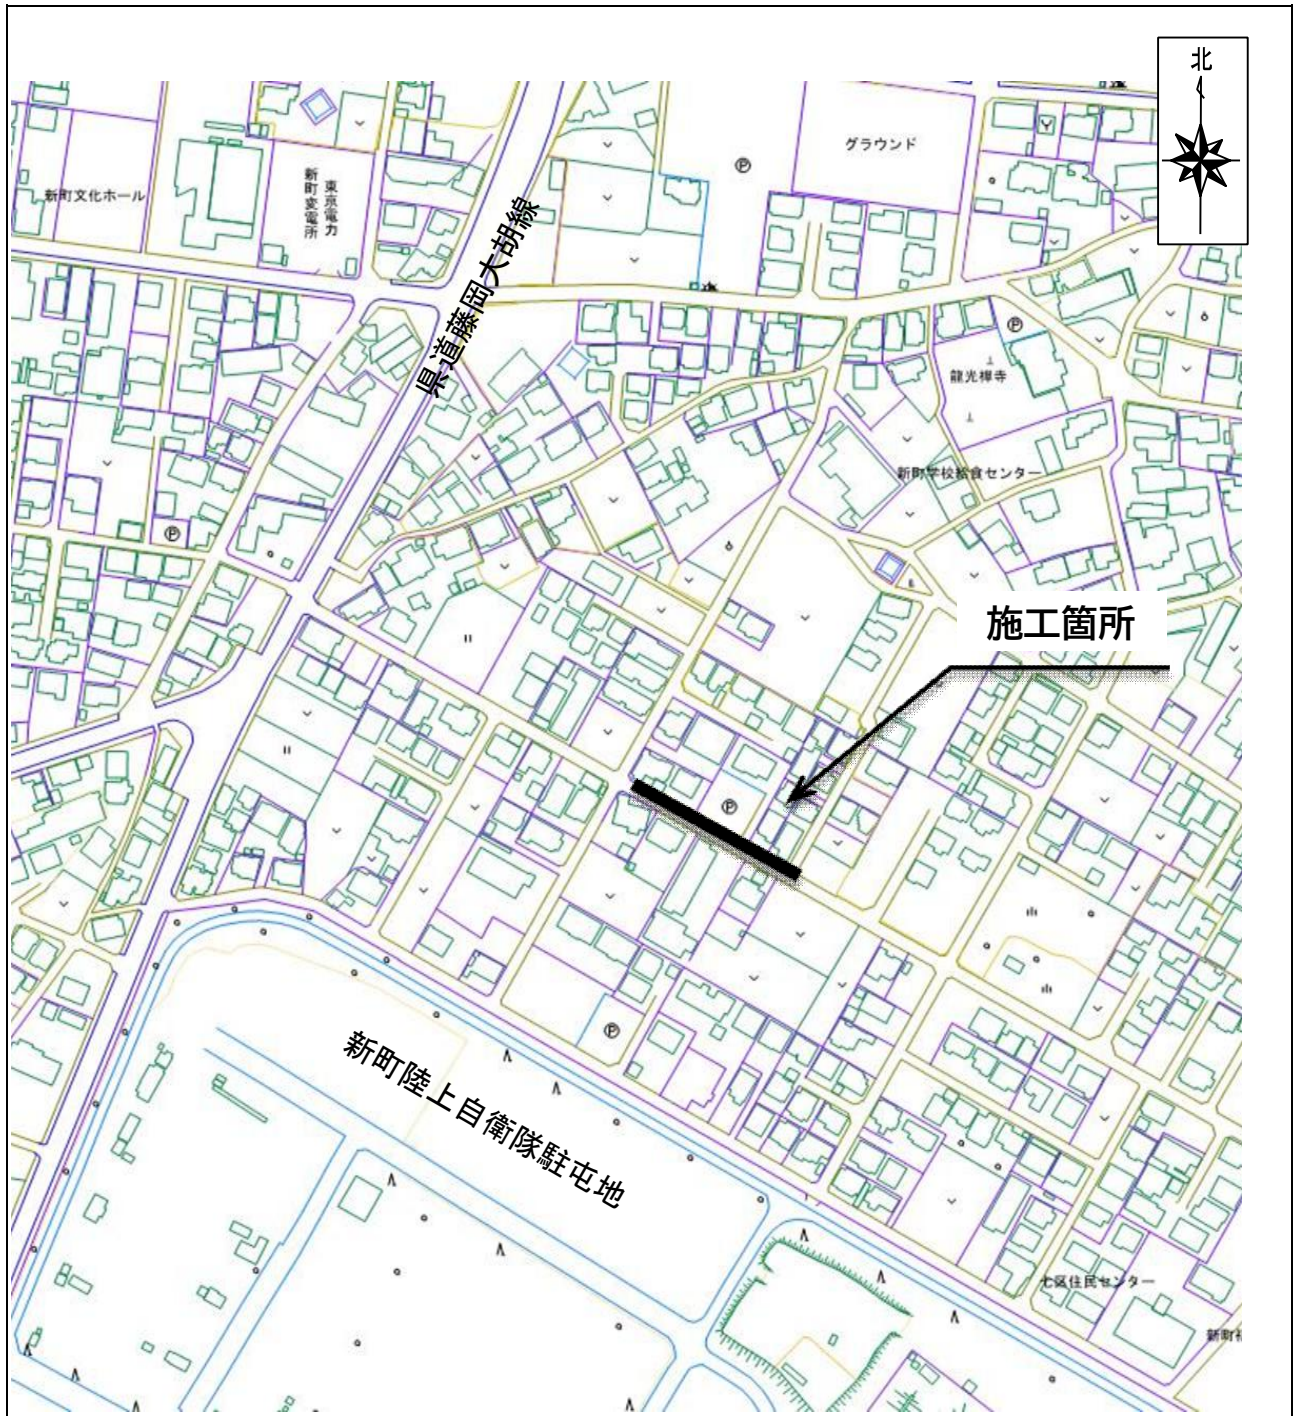 北
グラウンド
新町文化ホール
東京電力
新町変電所
県道藤岡大胡線
龍光禅寺
新町学校給食センター
施工箇所
新町陸上自衛隊駐屯地
七区住民センター
新町